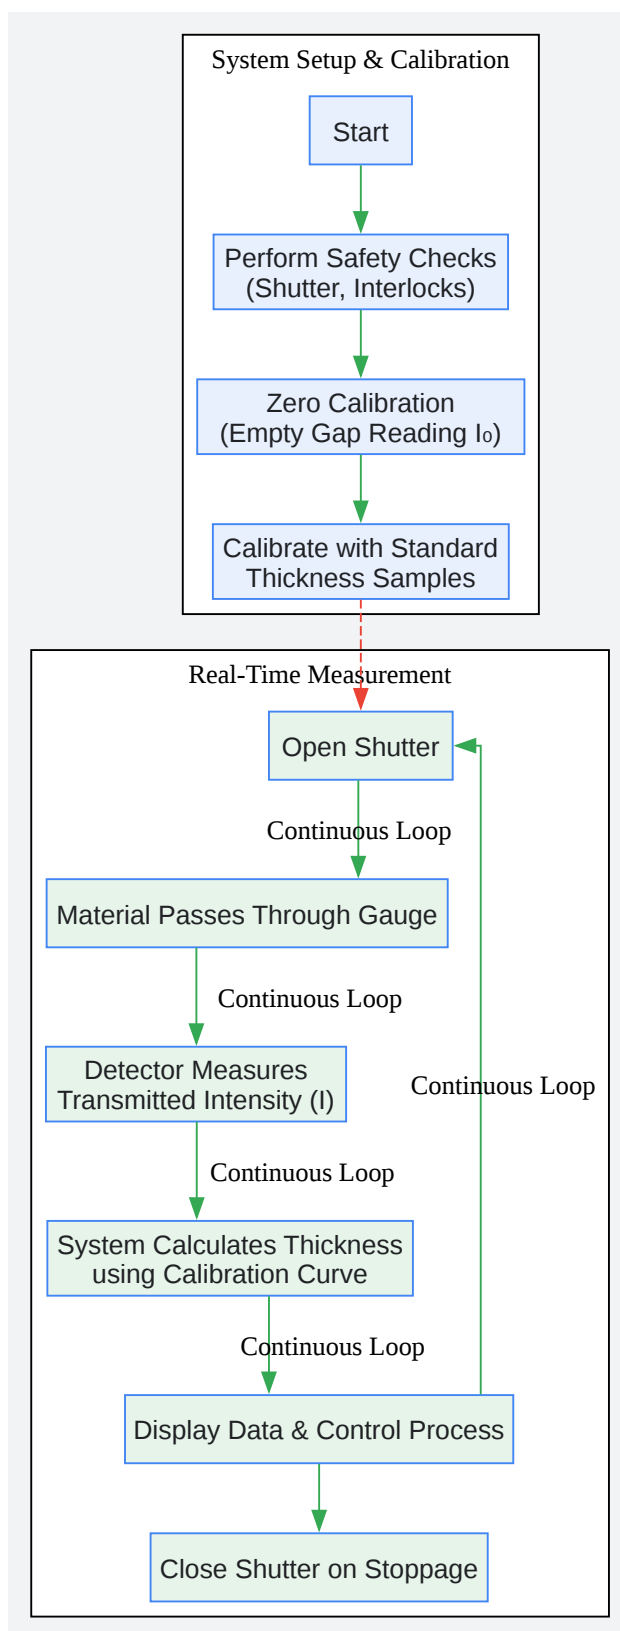 System Setup & Calibration
Start
Perform Safety Checks
(Shutter, Interlocks)
Zero Calibration
(Empty Gap Reading I₀)
Calibrate with Standard
Thickness Samples
Real-Time Measurement
Open Shutter
Continuous Loop
Material Passes Through Gauge
Continuous Loop
Detector Measures
Transmitted Intensity (I)
Continuous Loop
Continuous Loop
System Calculates Thickness
using Calibration Curve
Continuous Loop
Display Data & Control Process
Close Shutter on Stoppage